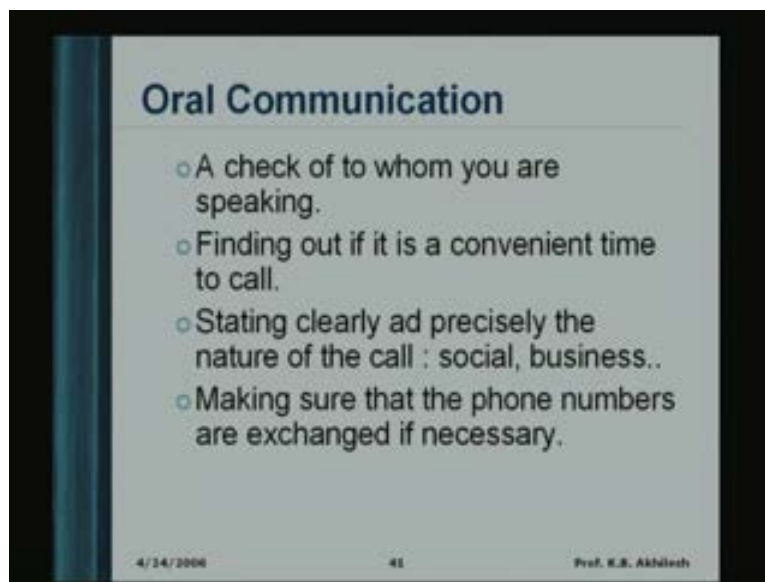 Oral Communication
A check of to whom you are
speaking.
Finding out if it is a convenient time
to call.
Stating clearly ad precisely the
nature of the call : social, business..
Making sure that the phone numbers
are exchanged if necessary.
4/24/2006 41 Prof. K.B. Akhilesh